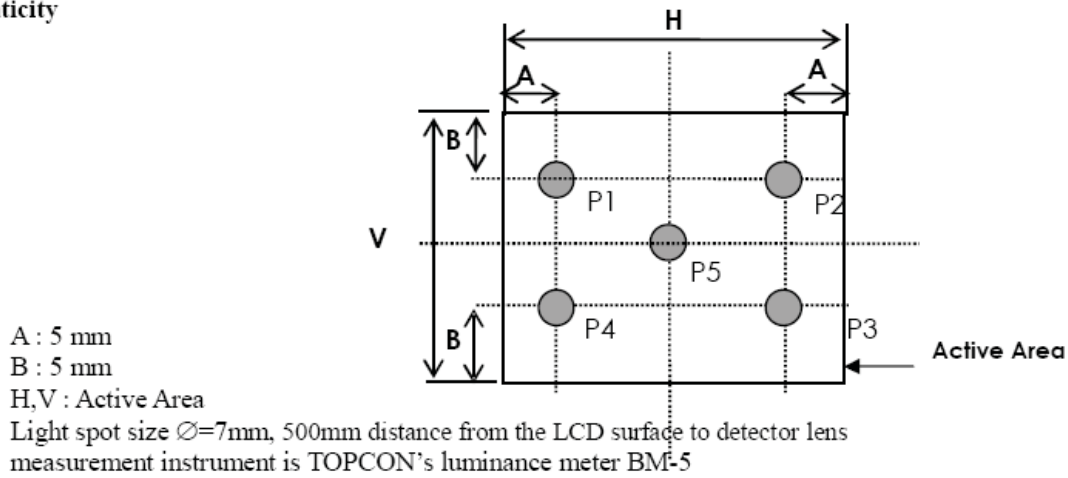 H
A
A
B
P1
P2
V
P5
P4
P3
B
Active Area
A : 5 mm
B : 5 mm
H,V : Active Area
Light spot size ∅=7mm, 500mm distance from the LCD surface to detector lens
measurement instrument is TOPCON's luminance meter BM-5